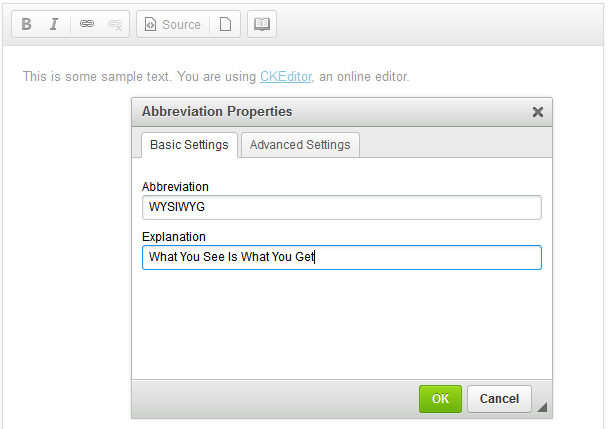 B I Source
This is some sample text. You are using CKEditor, an online editor.
Abbreviation Properties
Basic Settings Advanced Settings
Abbreviation
WYSIWYG
Explanation
What You See Is What You Get
OK Cancel